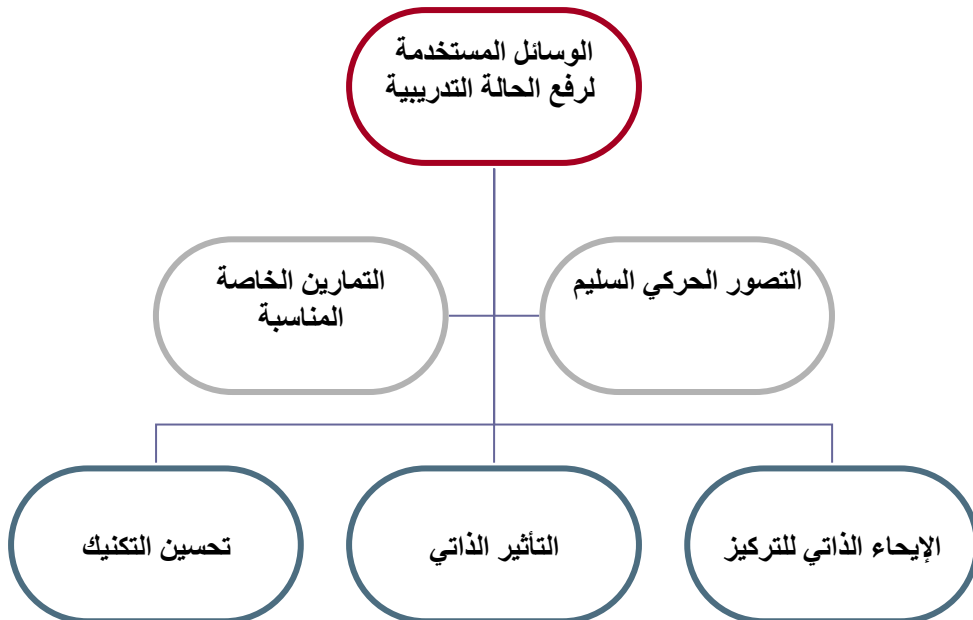 الوسائل المستخدمة
لرفع الحالة التدريبية
التصور الحركي السليم
التمارين الخاصة
المناسبة
الإيحاء الذاتي للتركيز
التأثير الذاتي
تحسين التكنيك